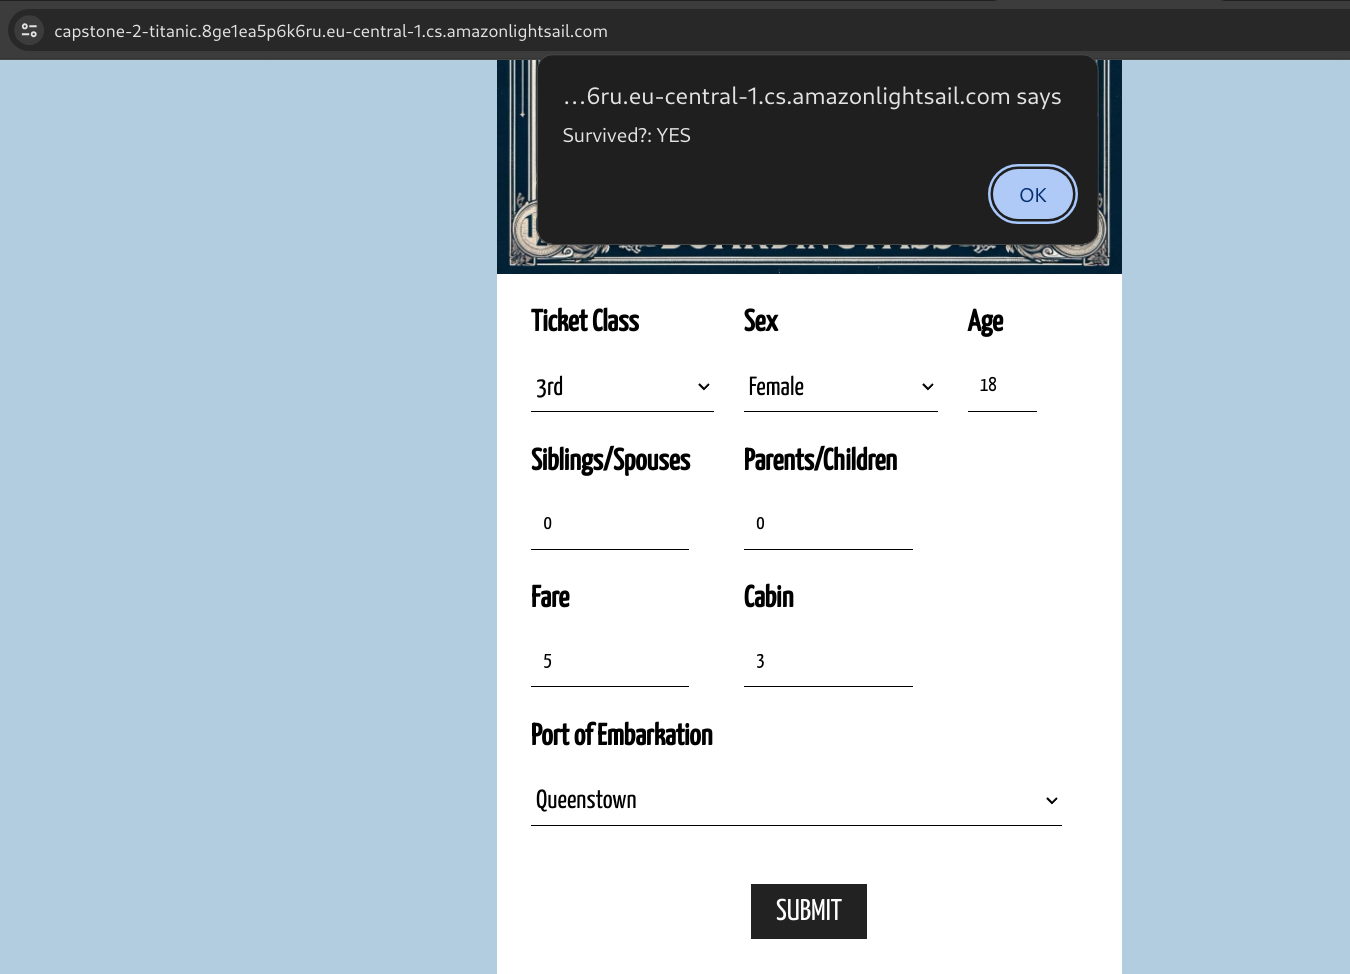 capstone-2-titanic.8ge1ea5p6k6ru.eu-central-1.cs.amazonlightsail.com
...6ru.eu-central-1.cs.amazonlightsail.com says
Survived?: YES
OK
Ticket Class Sex Age
3rd Female 18
Siblings/Spouses Parents/Children
0 0
Fare Cabin
5 3
Port of Embarkation
Queenstown
SUBMIT